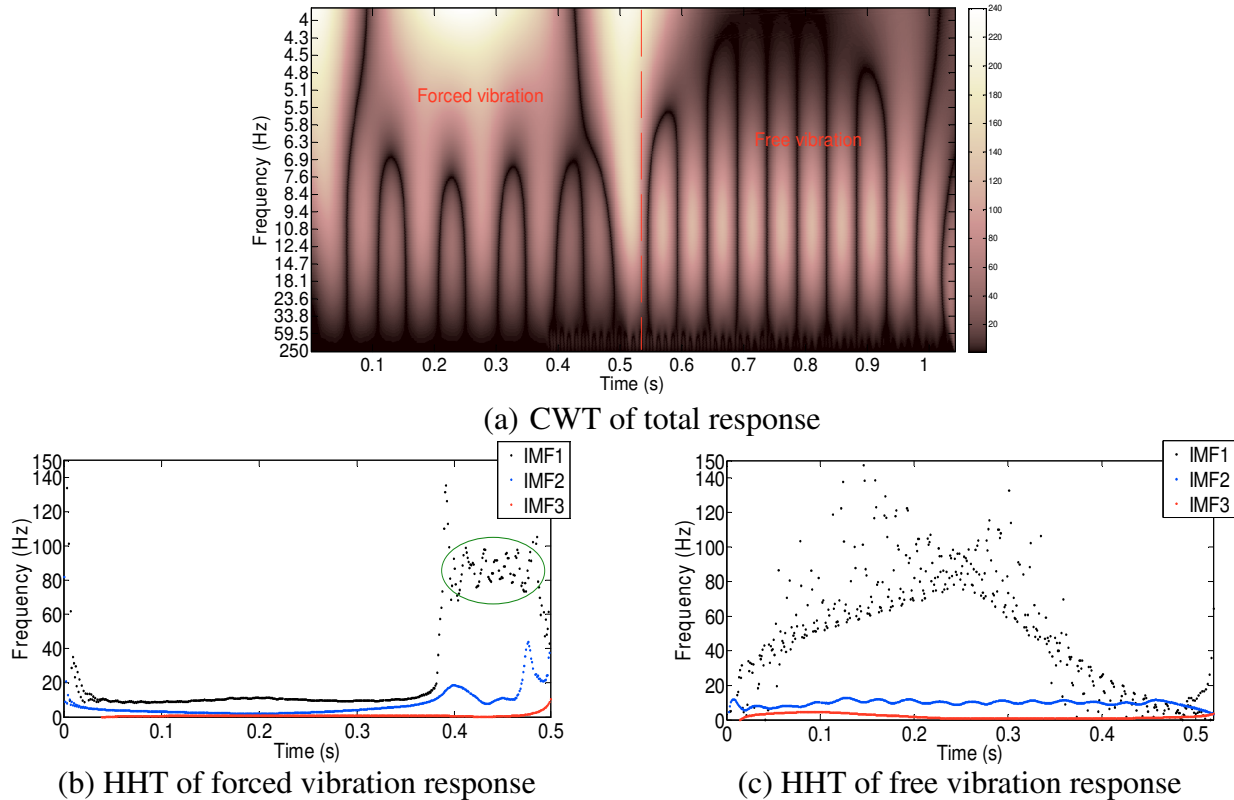 4
4.3
4.5
4.8
5.1
5.5
5.8
6.3
6.9
7.6
8.4
9.4
10.8
12.4
14.7
18.1
23.6
33.8
59.5
250
Frequency (Hz)
Forced vibration
Free vibration
0.1 0.2 0.3 0.4 0.5 0.6 0.7 0.8 0.9 1
Time (s)
240
220
200
180
160
140
120
100
80
60
40
20
(a) CWT of total response
150
140
120
100
80
60
40
20
0
Frequency (Hz)
IMF1
IMF2
IMF3
0 0.1 0.2 0.3 0.4 0.5
Time (s)
(b) HHT of forced vibration response
150
140
120
100
80
60
40
20
0
Frequency (Hz)
IMF1
IMF2
IMF3
0 0.1 0.2 0.3 0.4 0.5
Time (s)
(c) HHT of free vibration response